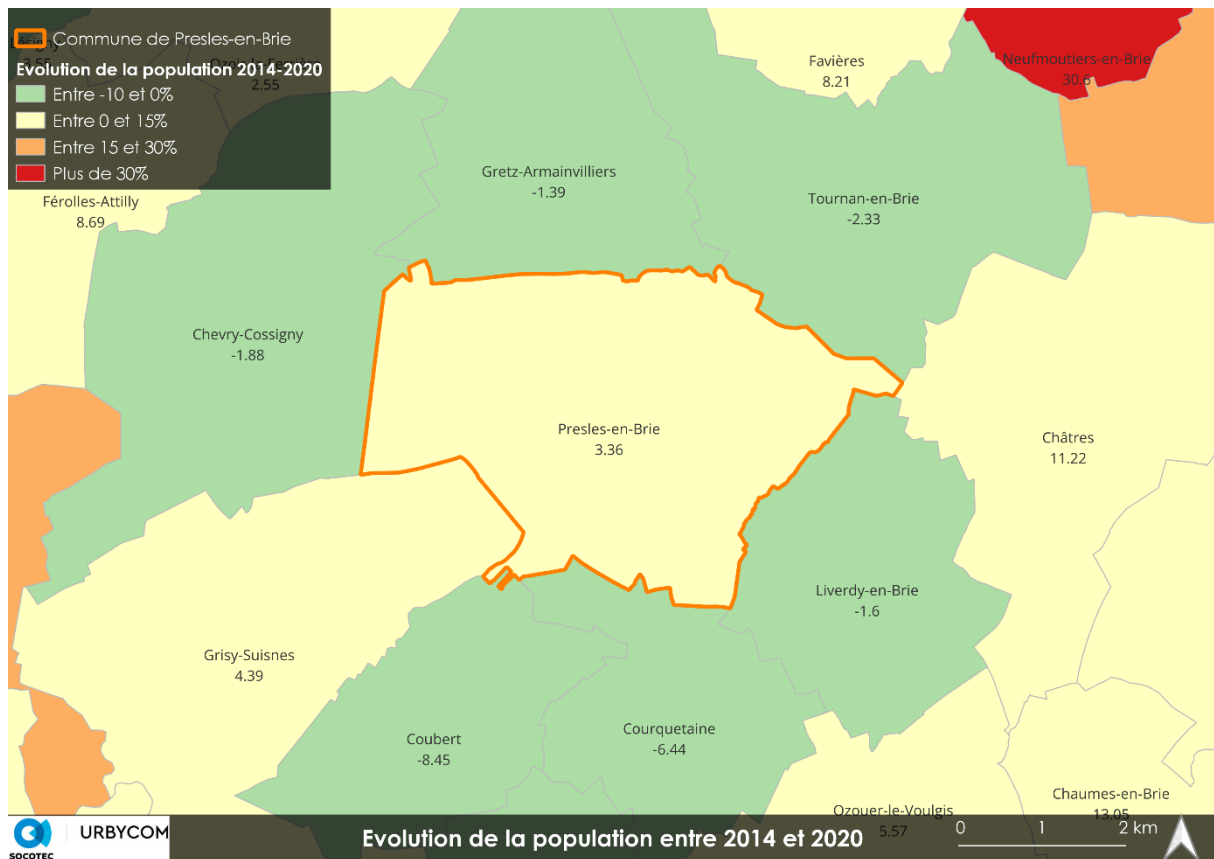 Commune de Presles-en-Brie
Evolution de la population 2014-2020
Entre -10 et 0%
Entre 0 et 15%
Entre 15 et 30%
Plus de 30%
Lésigny
3.55
2.55
Favières
8.21
Neufmoutiers-en-Brie
30.6
Gretz-Armainvilliers
-1.39
Tournan-en-Brie
-2.33
Férolles-Attilly
8.69
Chevry-Cossigny
-1.88
Presles-en-Brie
3.36
Châtres
11.22
Liverdy-en-Brie
-1.6
Grisy-Suisnes
4.39
Coubert
-8.45
Courquetaine
-6.44
Ozouer-le-Voulgis
5.57
Chaumes-en-Brie
13.05
SOCOTEC
URBYCOM
Evolution de la population entre 2014 et 2020
0 1 2 km